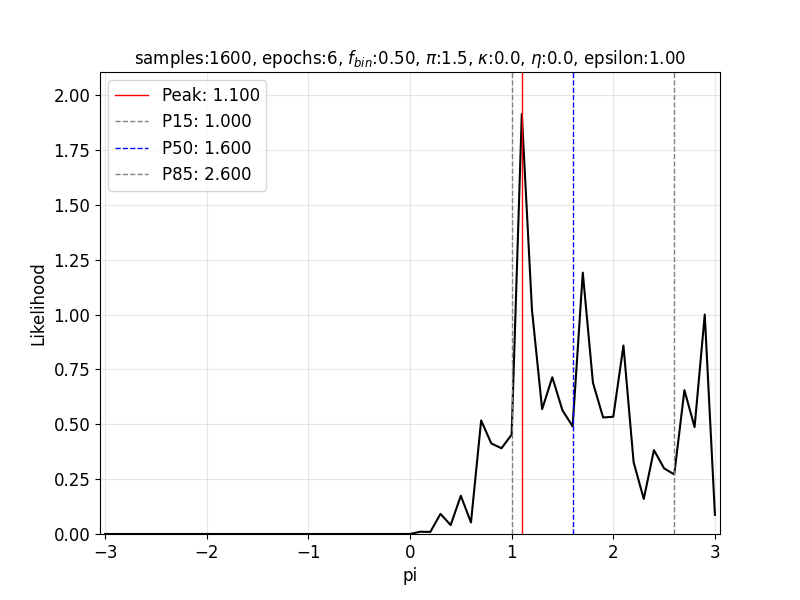 samples:1600, epochs:6, f_bin:0.50, π:1.5, κ:0.0, η:0.0, epsilon:1.00
Peak: 1.100
P15: 1.000
P50: 1.600
P85: 2.600
2.00
1.75
1.50
1.25
1.00
0.75
0.50
0.25
0.00
Likelihood
−3 −2 −1 0 1 2 3
pi